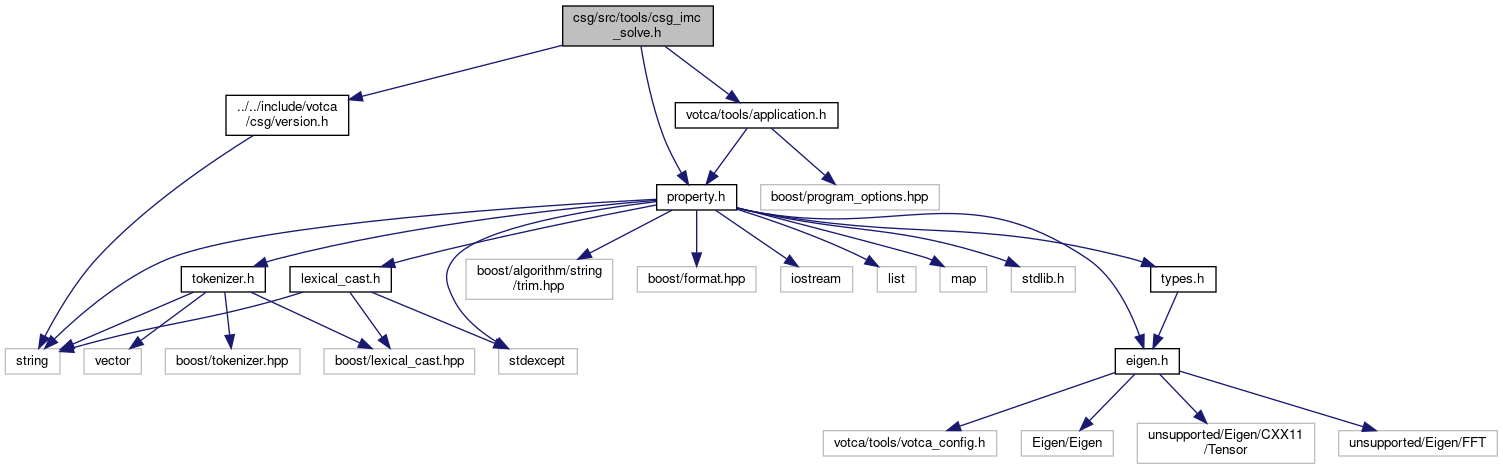 csg/src/tools/csg_imc
_solve.h
../../include/votca
/csg/version.h
votca/tools/application.h
property.h
boost/program_options.hpp
tokenizer.h
lexical_cast.h
boost/algorithm/string
/trim.hpp
boost/format.hpp
iostream
list
map
stdlib.h
types.h
string
vector
boost/tokenizer.hpp
boost/lexical_cast.hpp
stdexcept
eigen.h
votca/tools/votca_config.h
Eigen/Eigen
unsupported/Eigen/CXX11
/Tensor
unsupported/Eigen/FFT